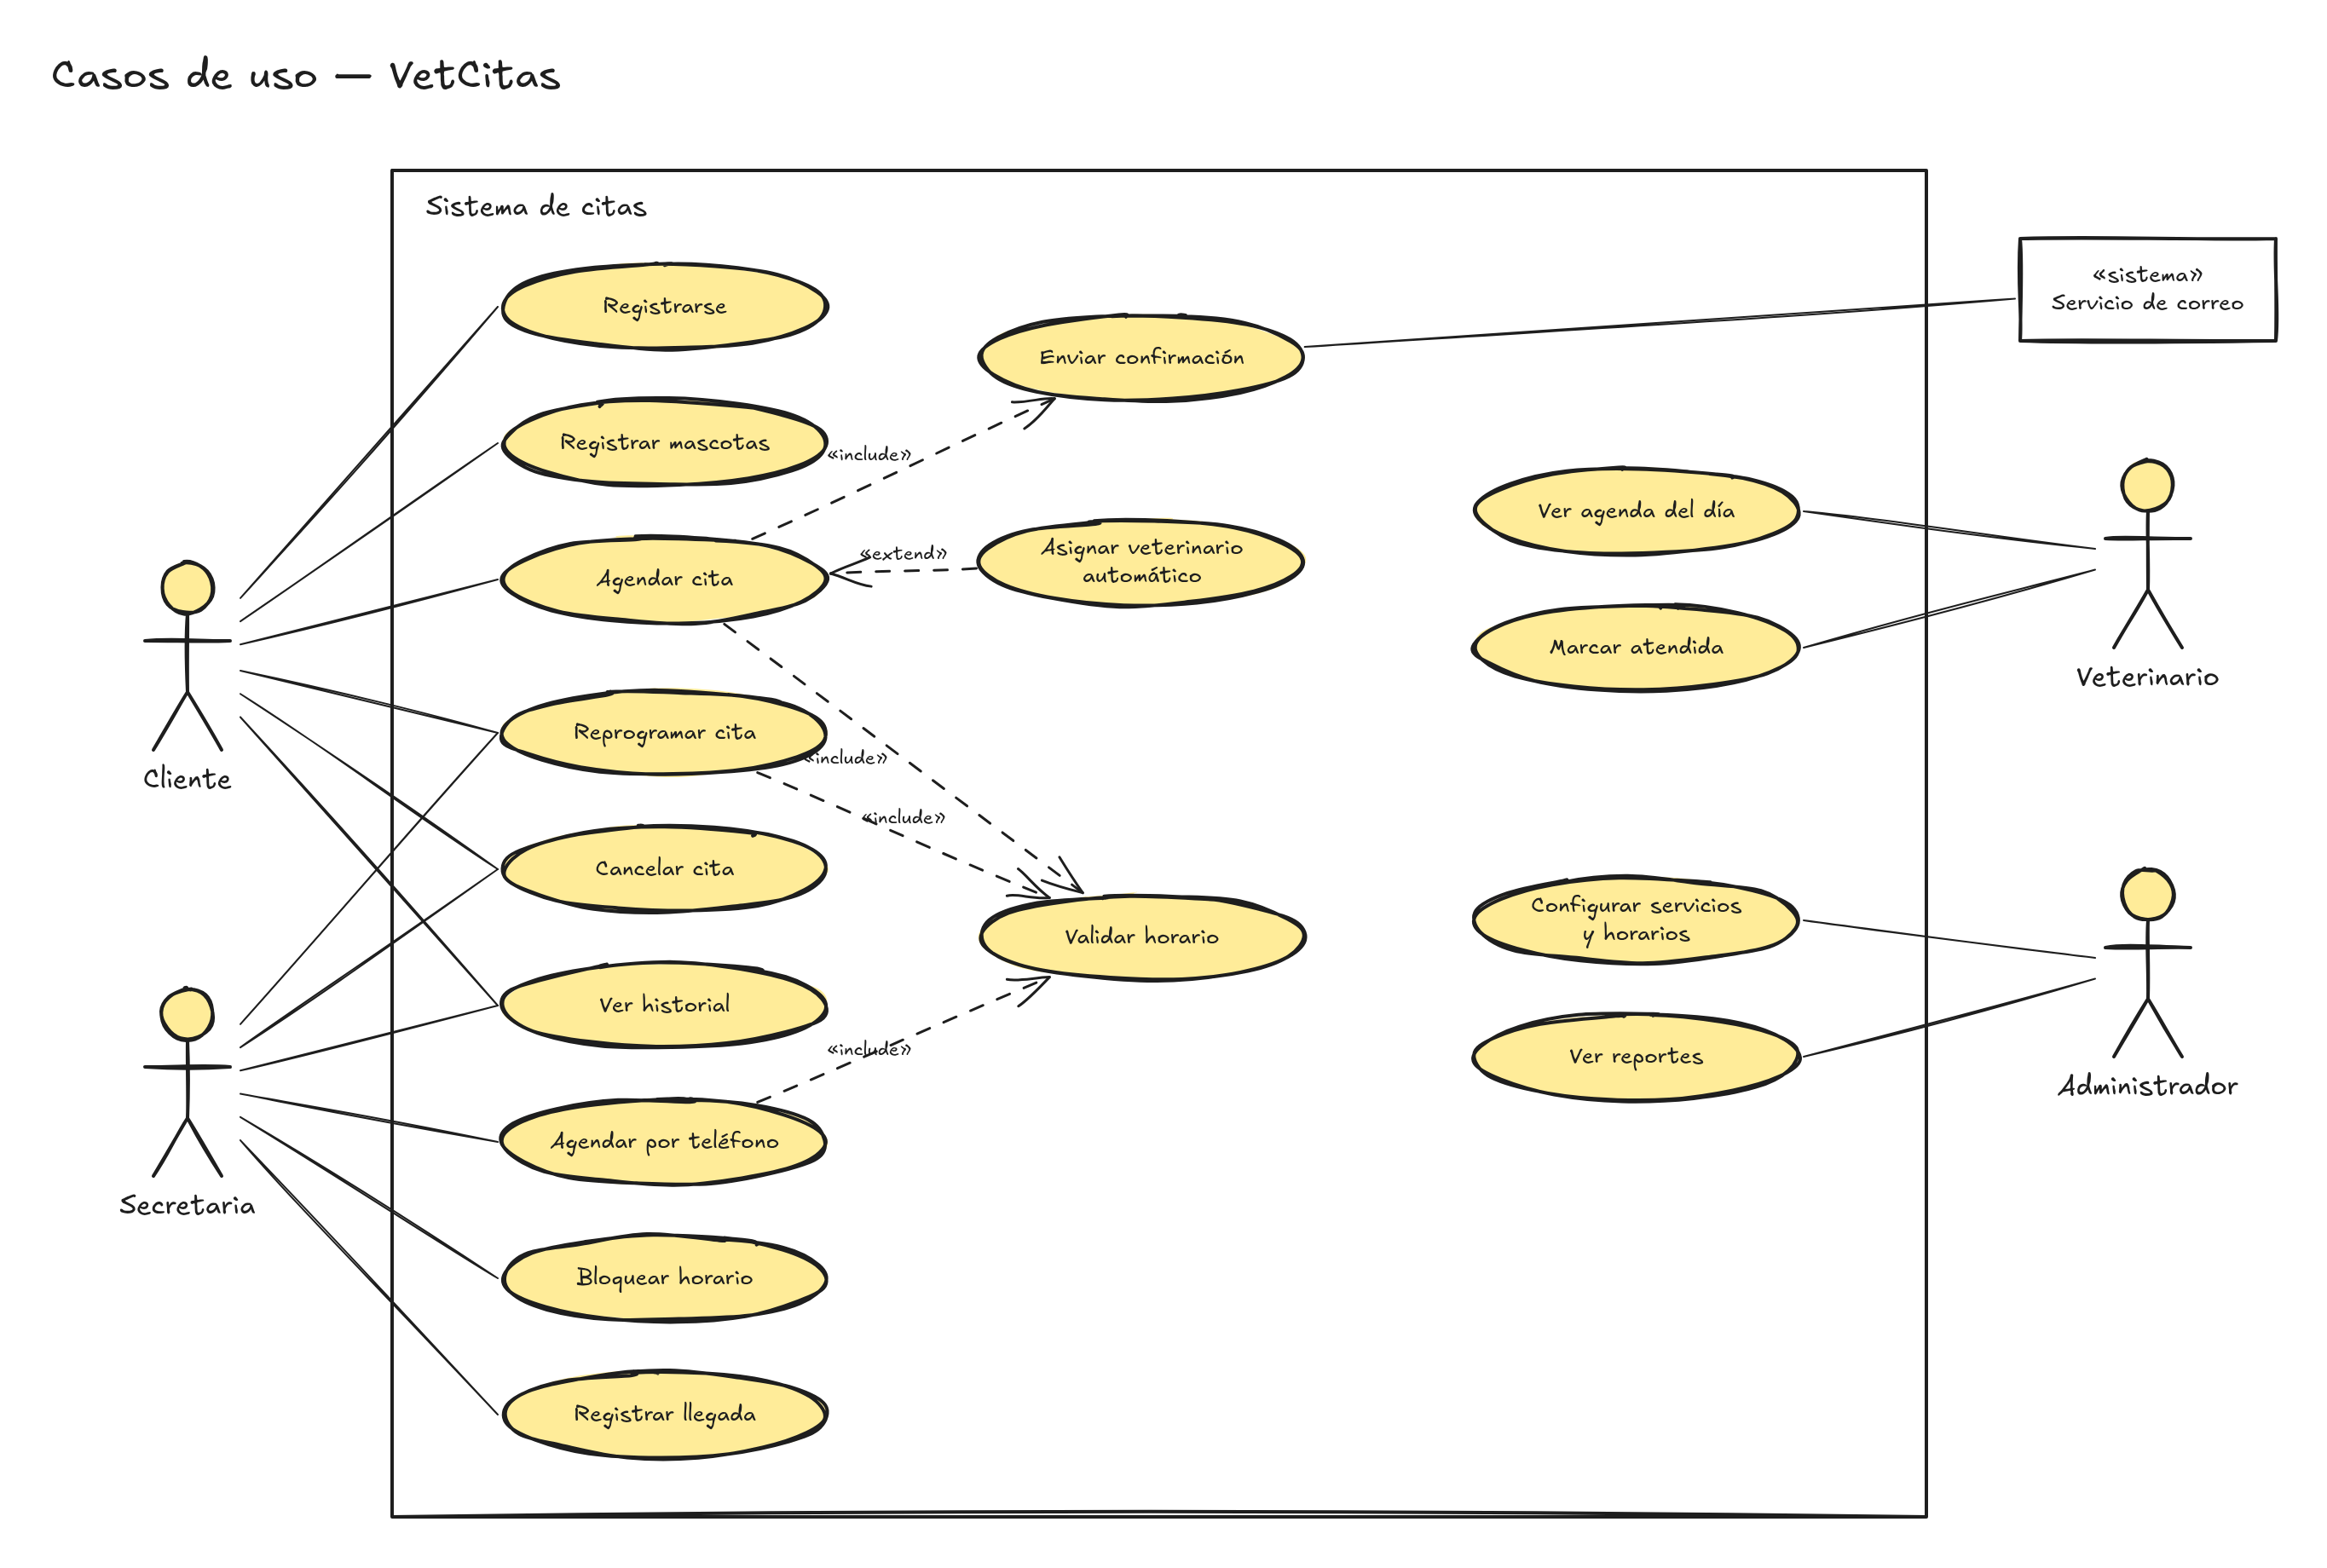 Casos de uso — VetCitas
Sistema de citas
Registrarse
«sistema»
Servicio de correo
Enviar confirmación
Registrar mascotas
«include»
Ver agenda del día
«extend»
Asignar veterinario
automático
Agendar cita
Marcar atendida
Veterinario
Reprogramar cita
«include»
Cliente
«include»
Cancelar cita
Configurar servicios
y horarios
Validar horario
Ver historial
«include»
Ver reportes
Administrador
Agendar por teléfono
Secretaria
Bloquear horario
Registrar llegada